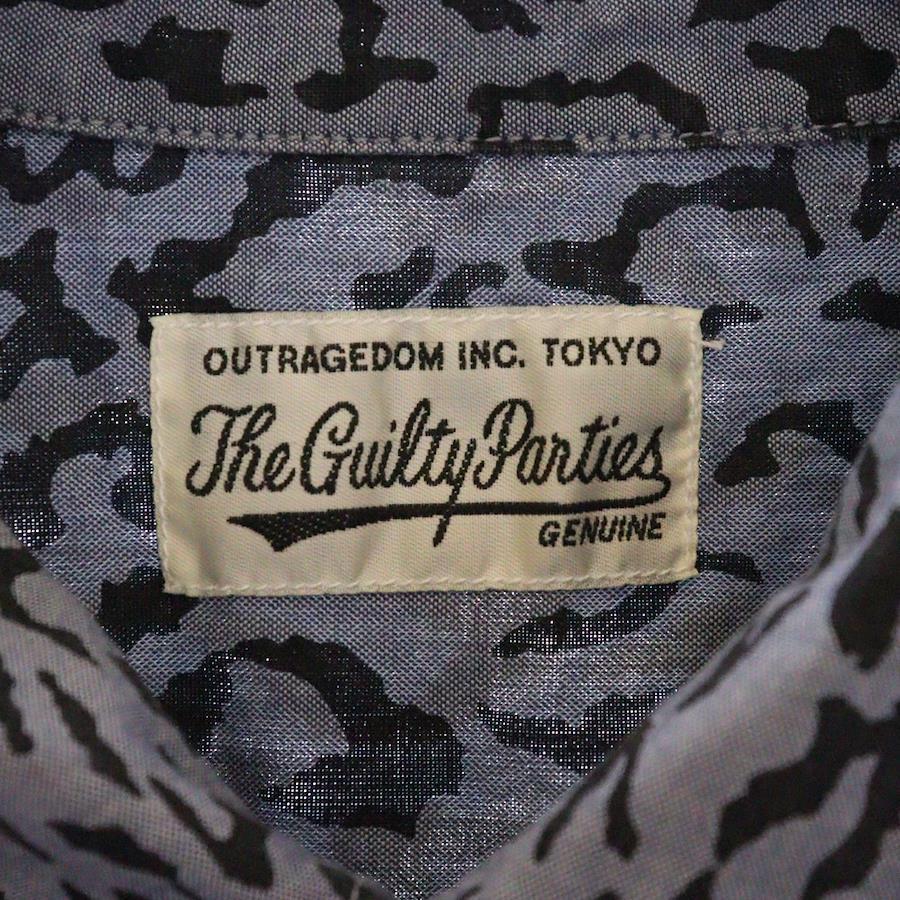 OUTRAGEDOM INC. TOKYO
The Guilty Parties
GENUINE